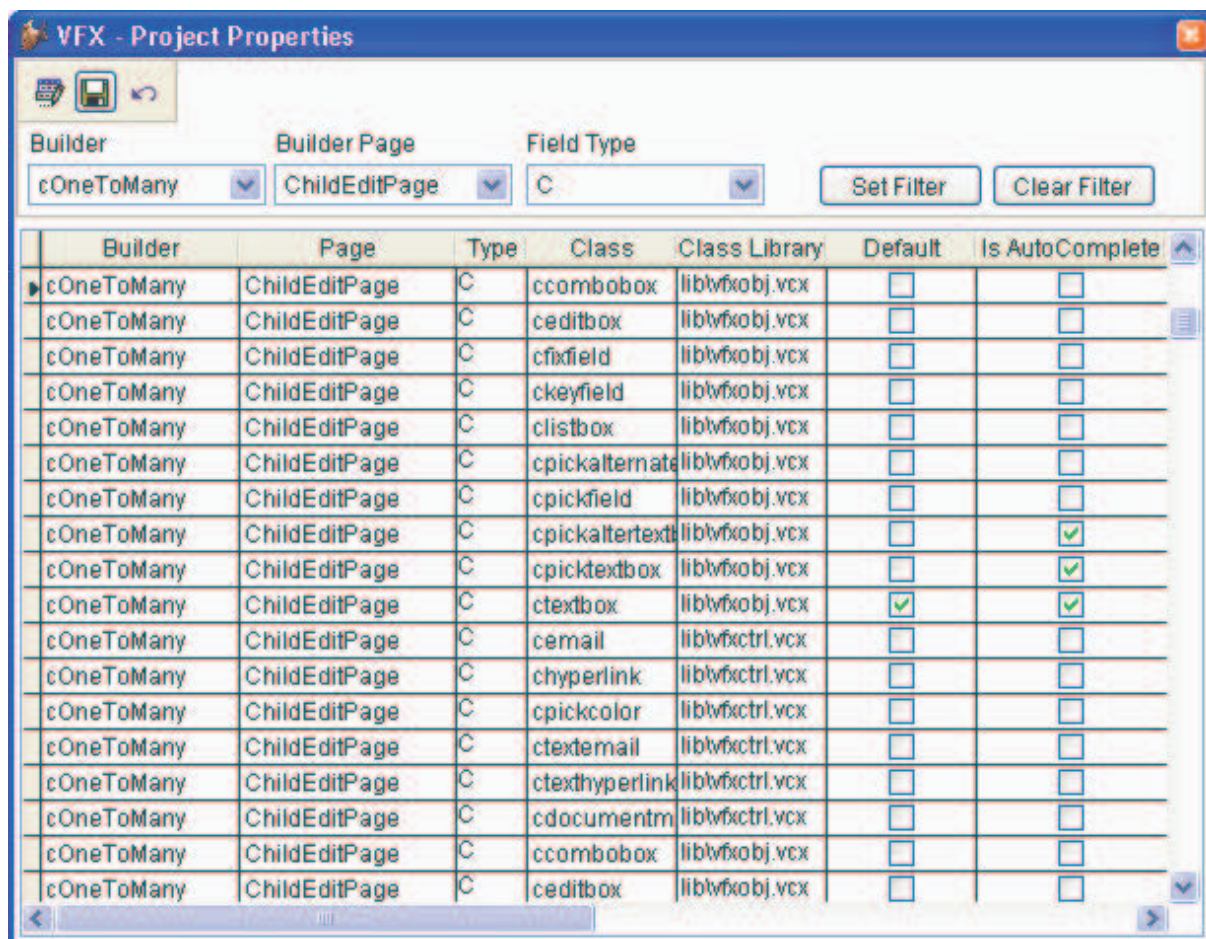 VFX - Project Properties
Builder Builder Page Field Type
cOneToMany ChildEditPage C Set Filter Clear Filter
Builder Page Type Class Class Library Default Is AutoComplete
cOneToMany ChildEditPage C ccombobox lib\vfxobj.vcx
cOneToMany ChildEditPage C ceditbox lib\vfxobj.vcx
cOneToMany ChildEditPage C cfixfield lib\vfxobj.vcx
cOneToMany ChildEditPage C ckeyfield lib\vfxobj.vcx
cOneToMany ChildEditPage C clistbox lib\vfxobj.vcx
cOneToMany ChildEditPage C cpickalternate lib\vfxobj.vcx
cOneToMany ChildEditPage C cpickfield lib\vfxobj.vcx
cOneToMany ChildEditPage C cpickaltertextb lib\vfxobj.vcx
cOneToMany ChildEditPage C cpicktextbox lib\vfxobj.vcx
cOneToMany ChildEditPage C ctextbox lib\vfxobj.vcx
cOneToMany ChildEditPage C cemail lib\vfxctrl.vcx
cOneToMany ChildEditPage C chyperlink lib\vfxctrl.vcx
cOneToMany ChildEditPage C cpickcolor lib\vfxctrl.vcx
cOneToMany ChildEditPage C ctextemail lib\vfxctrl.vcx
cOneToMany ChildEditPage C ctexthyperlink lib\vfxctrl.vcx
cOneToMany ChildEditPage C cdocumentm lib\vfxctrl.vcx
cOneToMany ChildEditPage C ccombobox lib\vfxobj.vcx
cOneToMany ChildEditPage C ceditbox lib\vfxobj.vcx